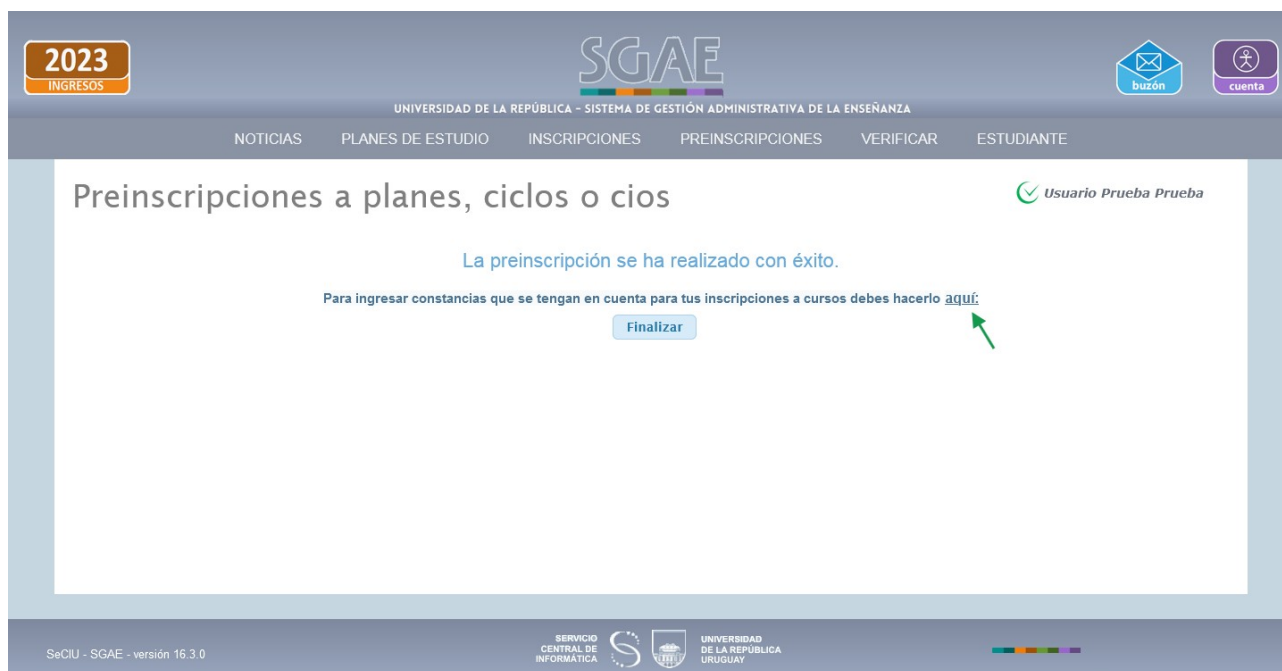 2023
INGRESOS
SGAE
UNIVERSIDAD DE LA REPÚBLICA - SISTEMA DE GESTIÓN ADMINISTRATIVA DE LA ENSEÑANZA
buzón
cuenta
NOTICIAS PLANES DE ESTUDIO INSCRIPCIONES PREINSCRIPCIONES VERIFICAR ESTUDIANTE
Preinscripciones a planes, ciclos o cios
Usuario Prueba Prueba
La preinscripción se ha realizado con éxito.
Para ingresar constancias que se tengan en cuenta para tus inscripciones a cursos debes hacerlo aquí:
Finalizar
SeCIU - SGAE - versión 16.3.0
SERVICIO
CENTRAL DE
INFORMÁTICA
UNIVERSIDAD
DE LA REPÚBLICA
URUGUAY